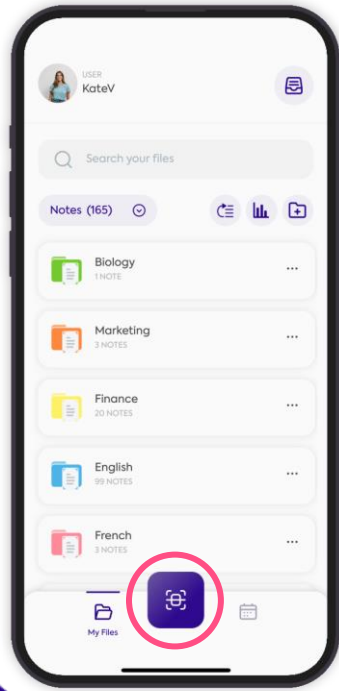 USER
KateV
Search your files
Notes (165)
Biology
1 NOTE
Marketing
3 NOTES
Finance
20 NOTES
English
99 NOTES
French
3 NOTES
My Files